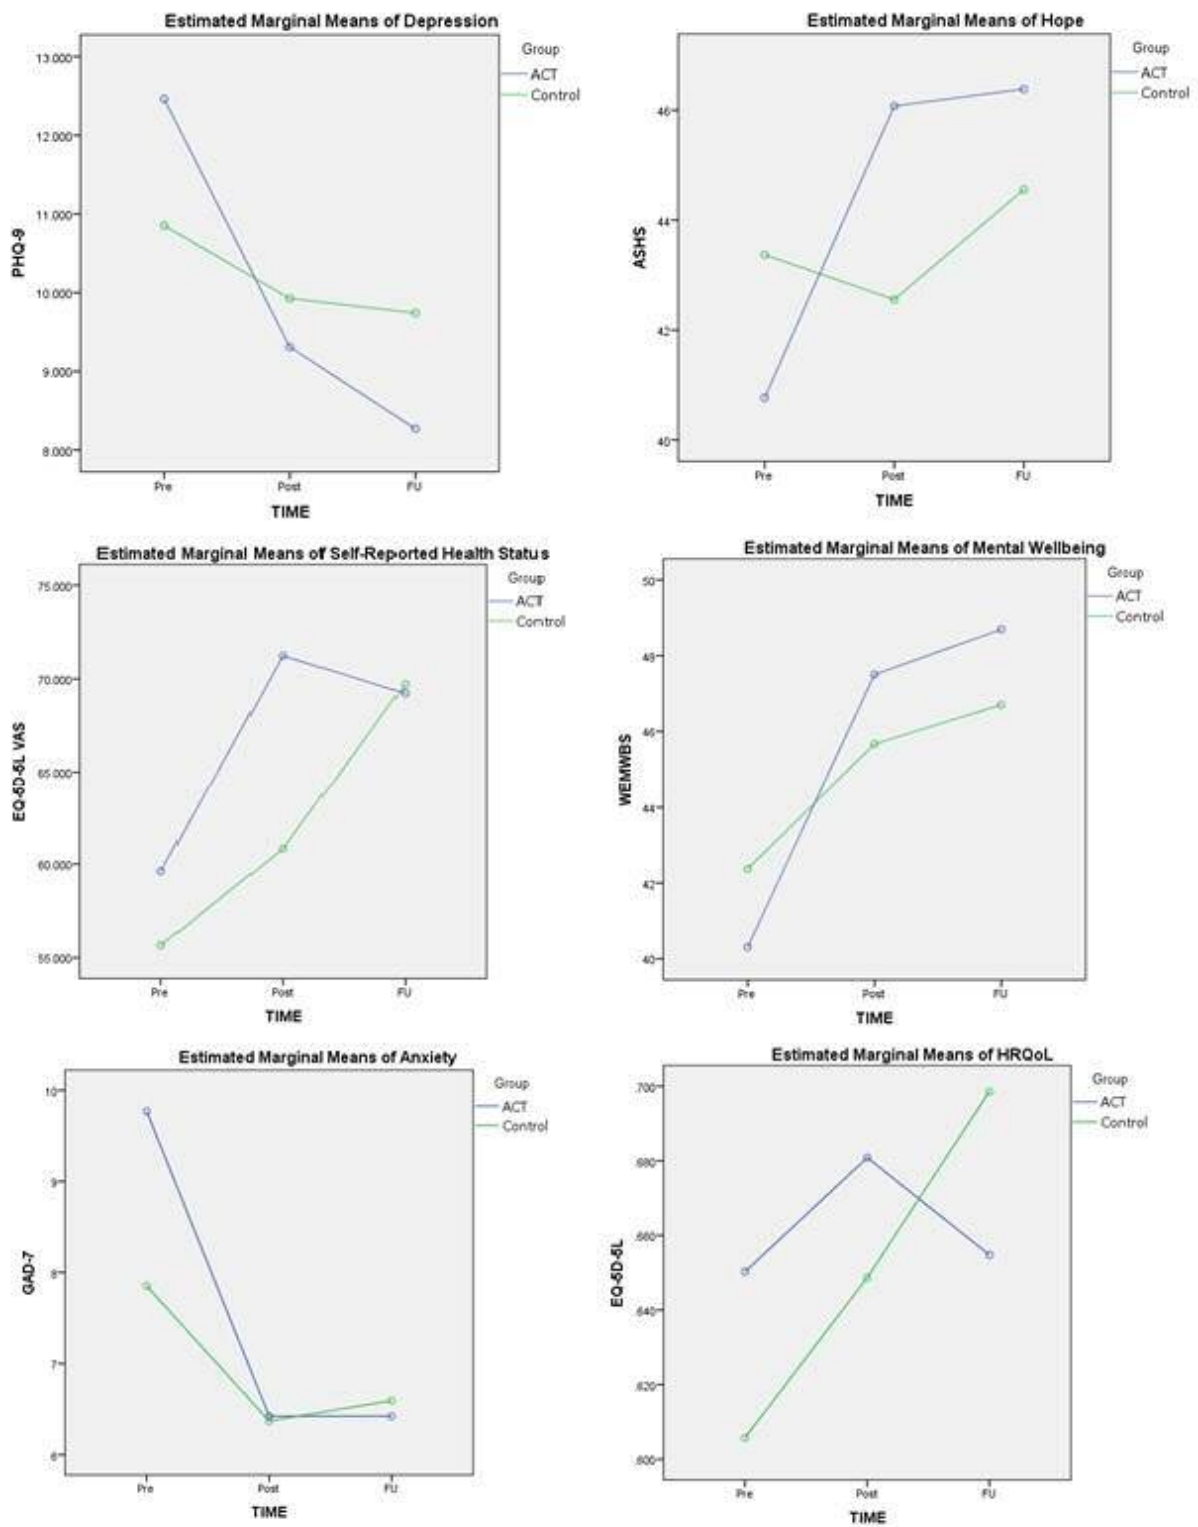 Estimated Marginal Means of Depression
Group
ACT
Control
13.000
12.000
11.000
10.000
9.000
8.000
PHQ-9
Pre Post FU
TIME
Estimated Marginal Means of Hope
Group
ACT
Control
46
44
42
40
ASHS
Pre Post FU
TIME
Estimated Marginal Means of Self-Reported Health Status
Group
ACT
Control
75.000
70.000
65.000
60.000
55.000
EQ-5D-5L VAS
Pre Post FU
TIME
Estimated Marginal Means of Mental Wellbeing
Group
ACT
Control
50
48
46
44
42
40
WEMWBS
Pre Post FU
TIME
Estimated Marginal Means of Anxiety
Group
ACT
Control
10
9
8
7
6
GAD-7
Pre Post FU
TIME
Estimated Marginal Means of HRQoL
Group
ACT
Control
.700
.680
.660
.640
.620
.600
EQ-5D-5L
Pre Post FU
TIME